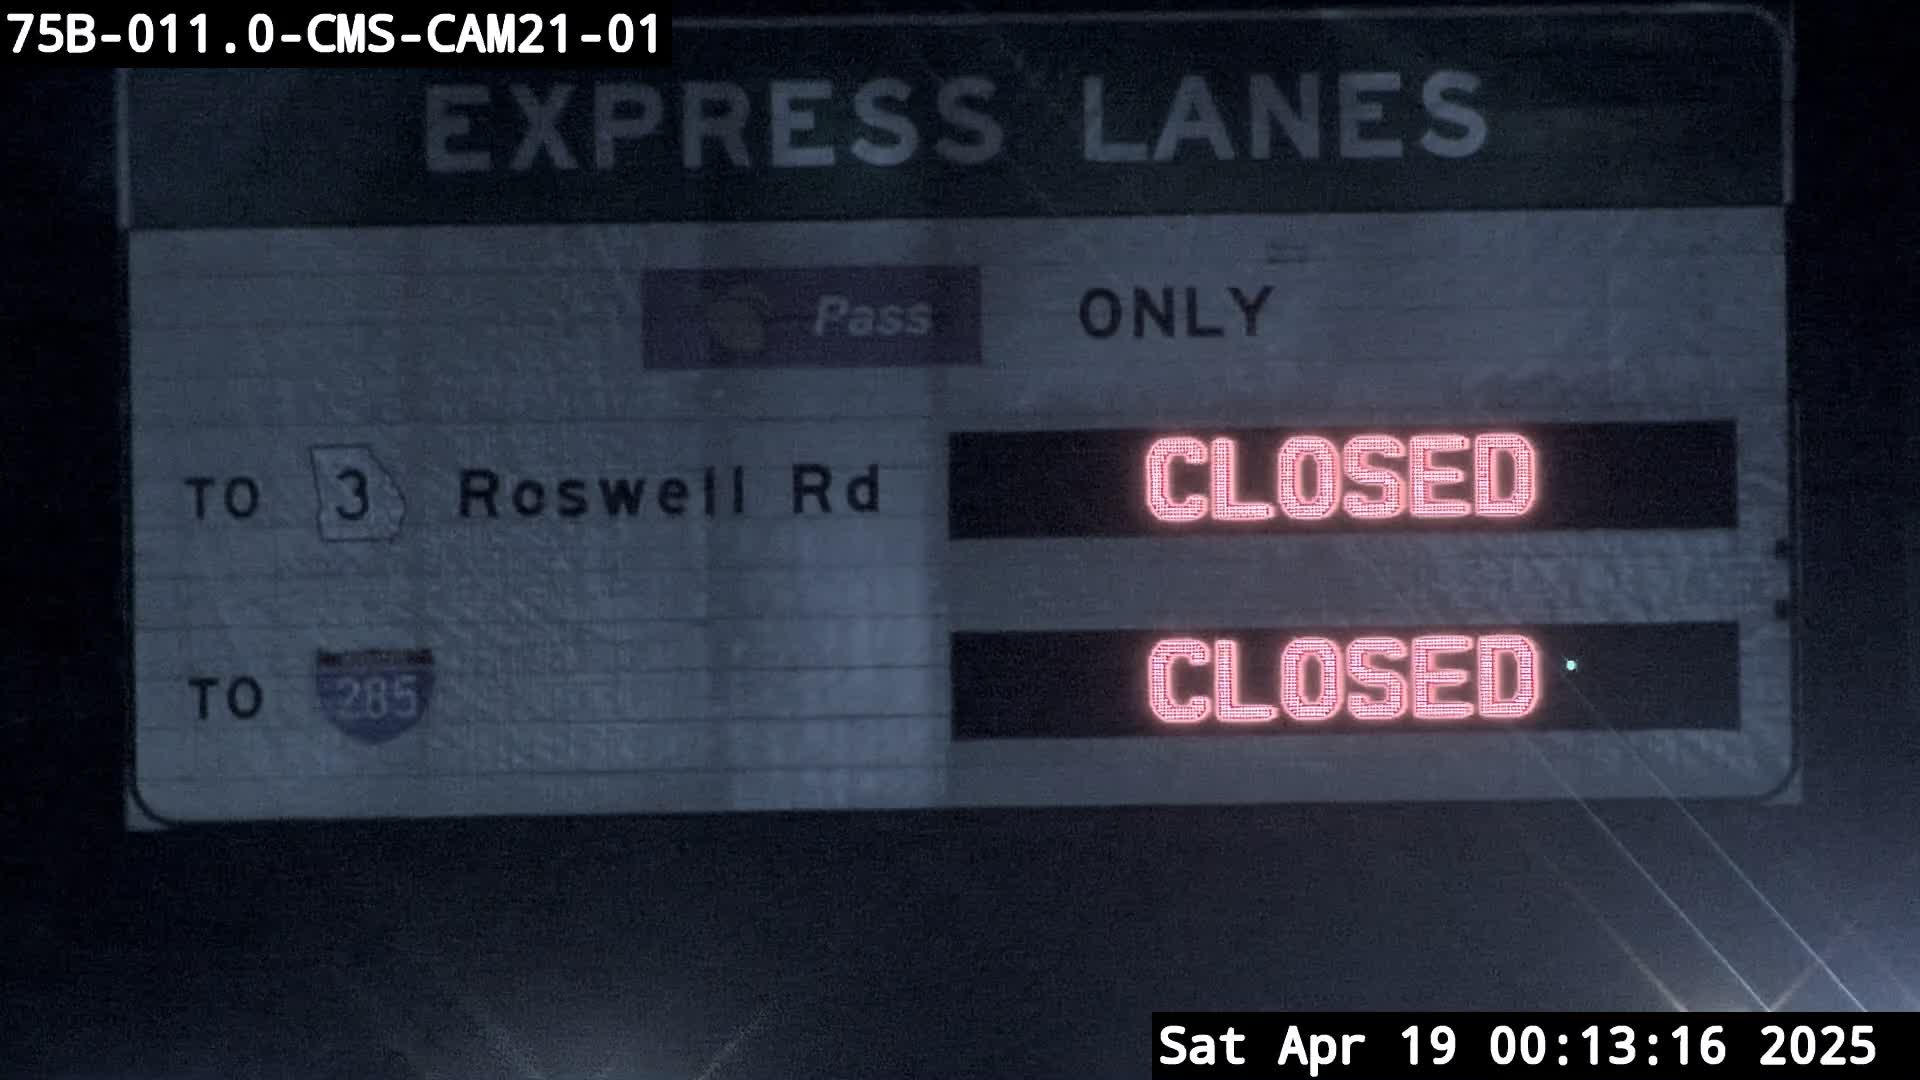 75B-011.0-CMS-CAM21-01
EXPRESS LANES
Pass ONLY
TO 3 Roswell Rd CLOSED
TO 285 CLOSED
Sat Apr 19 00:13:16 2025